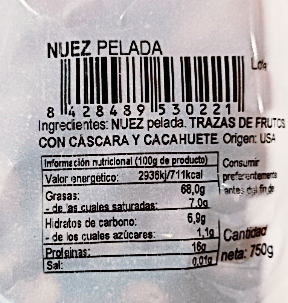 NUEZ PELADA
Lote
8 428489 530221
Ingredientes: NUEZ pelada. TRAZAS DE FRUTOS
CON CÁSCARA Y CACAHUETE. Origen: USA
Información nutricional (100g de producto)
Valor energético: 2936kj/711kcal
Grasas: 68,0g
- de las cuales saturadas: 7,0g
Hidratos de carbono: 6,9g
- de los cuales azúcares: 1,1g
Proteínas: 16g
Sal: 0,01g
Consumir
preferentemente
antes del fin de
Cantidad
neta: 750g